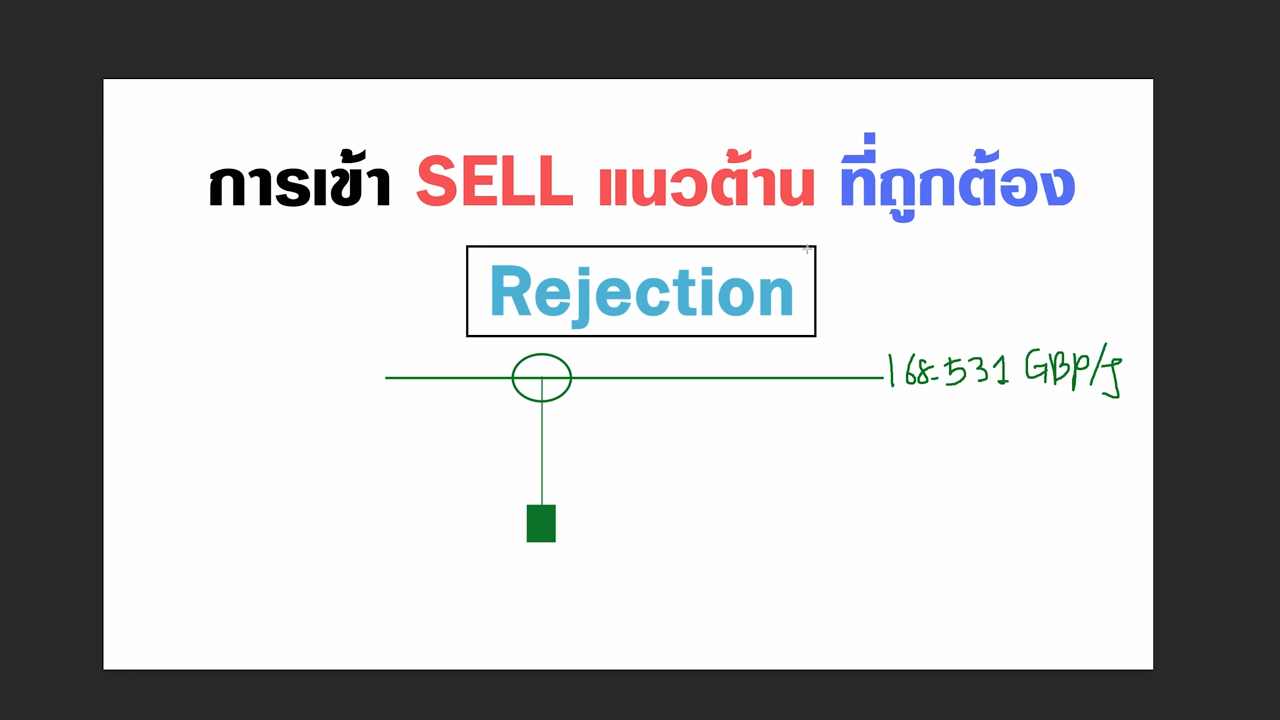 การเข้า SELL แนวต้าน ที่ถูกต้อง
Rejection
168.531 GBP/J